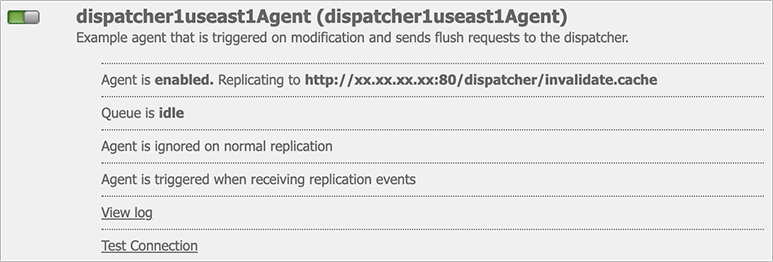 dispatcher1useast1Agent (dispatcher1useast1Agent)
Example agent that is triggered on modification and sends flush requests to the dispatcher.
Agent is enabled. Replicating to http://xx.xx.xx.xx:80/dispatcher/invalidate.cache
Queue is idle
Agent is ignored on normal replication
Agent is triggered when receiving replication events
View log
Test Connection